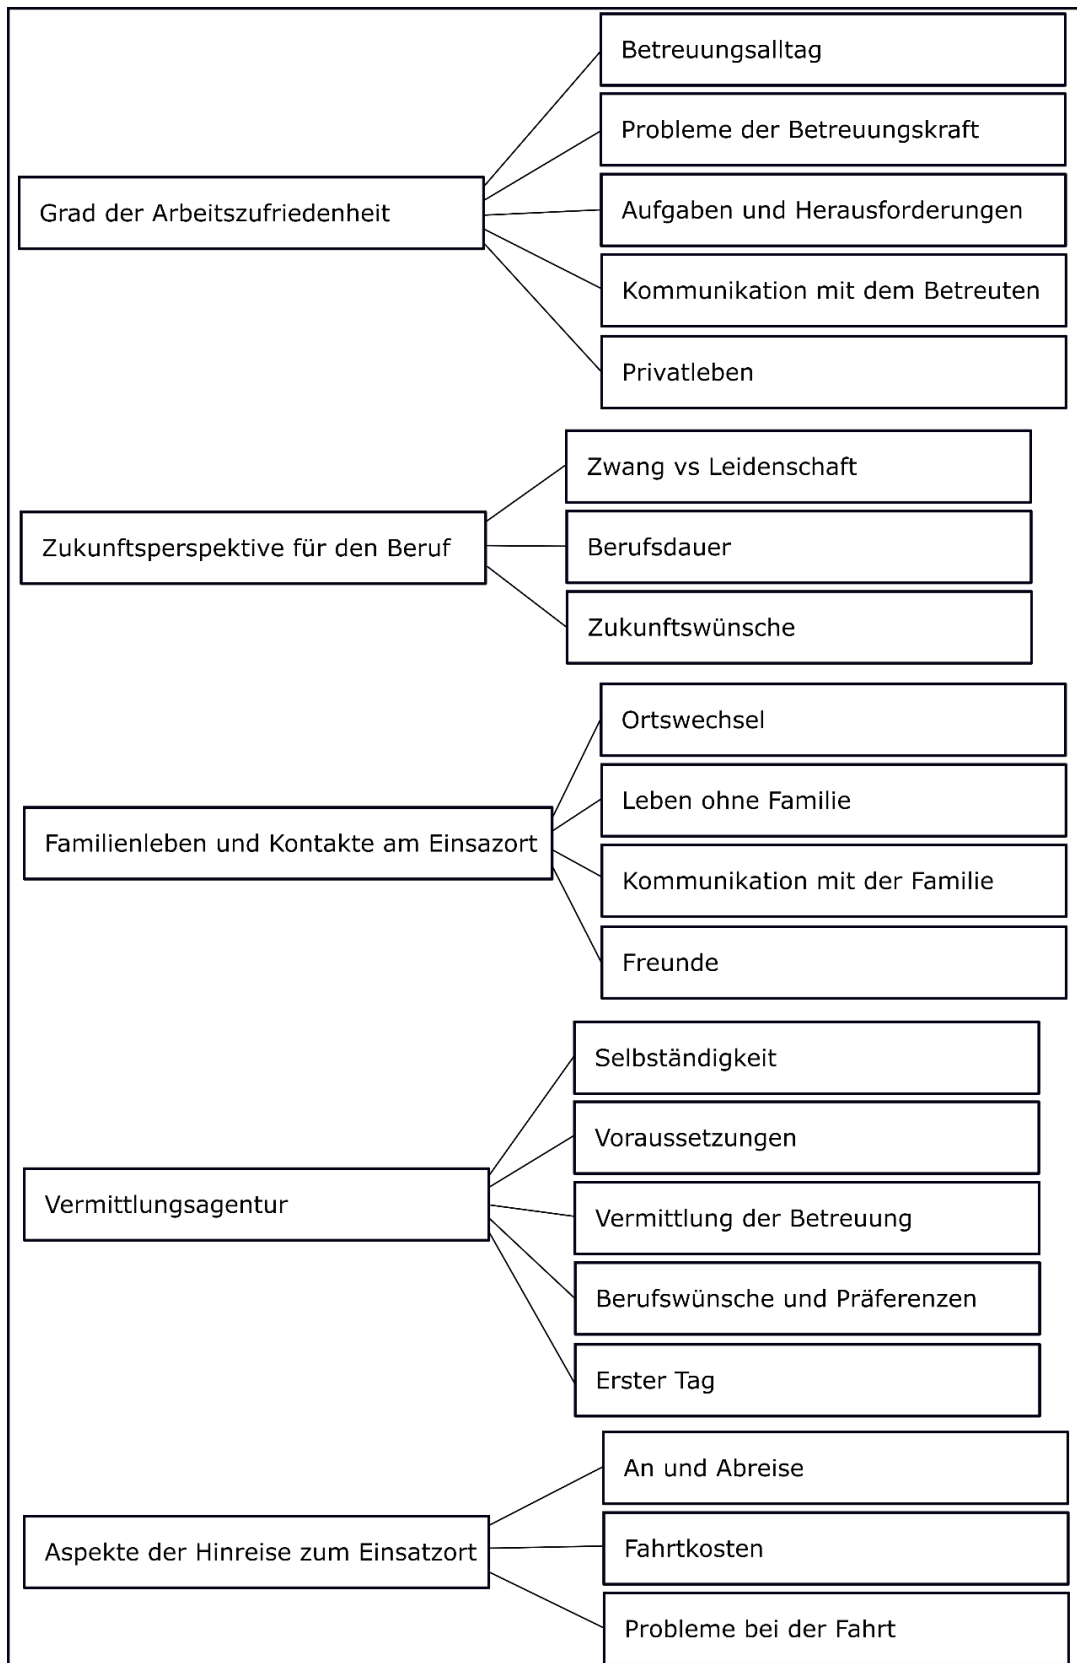 Grad der Arbeitszufriedenheit
Betreuungsalltag
Probleme der Betreuungskraft
Aufgaben und Herausforderungen
Kommunikation mit dem Betreuten
Privatleben
Zukunftsperspektive für den Beruf
Zwang vs Leidenschaft
Berufsdauer
Zukunftswünsche
Familienleben und Kontakte am Einsazort
Ortswechsel
Leben ohne Familie
Kommunikation mit der Familie
Freunde
Vermittlungsagentur
Selbständigkeit
Voraussetzungen
Vermittlung der Betreuung
Berufswünsche und Präferenzen
Erster Tag
Aspekte der Hinreise zum Einsatzort
An und Abreise
Fahrtkosten
Probleme bei der Fahrt